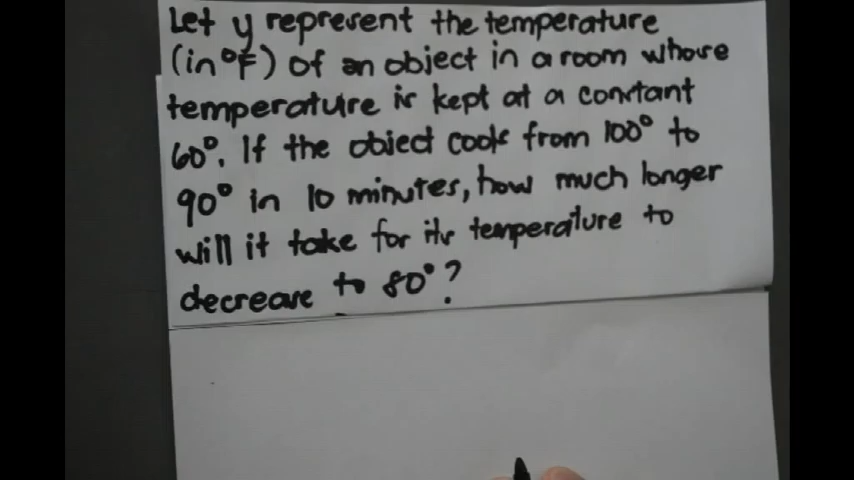 Let y represent the temperature
(in °F) of an object in a room whose
temperature is kept at a constant
60°. If the object cools from 100° to
90° in 10 minutes, how much longer
will it take for its temperature to
decrease to 80°?